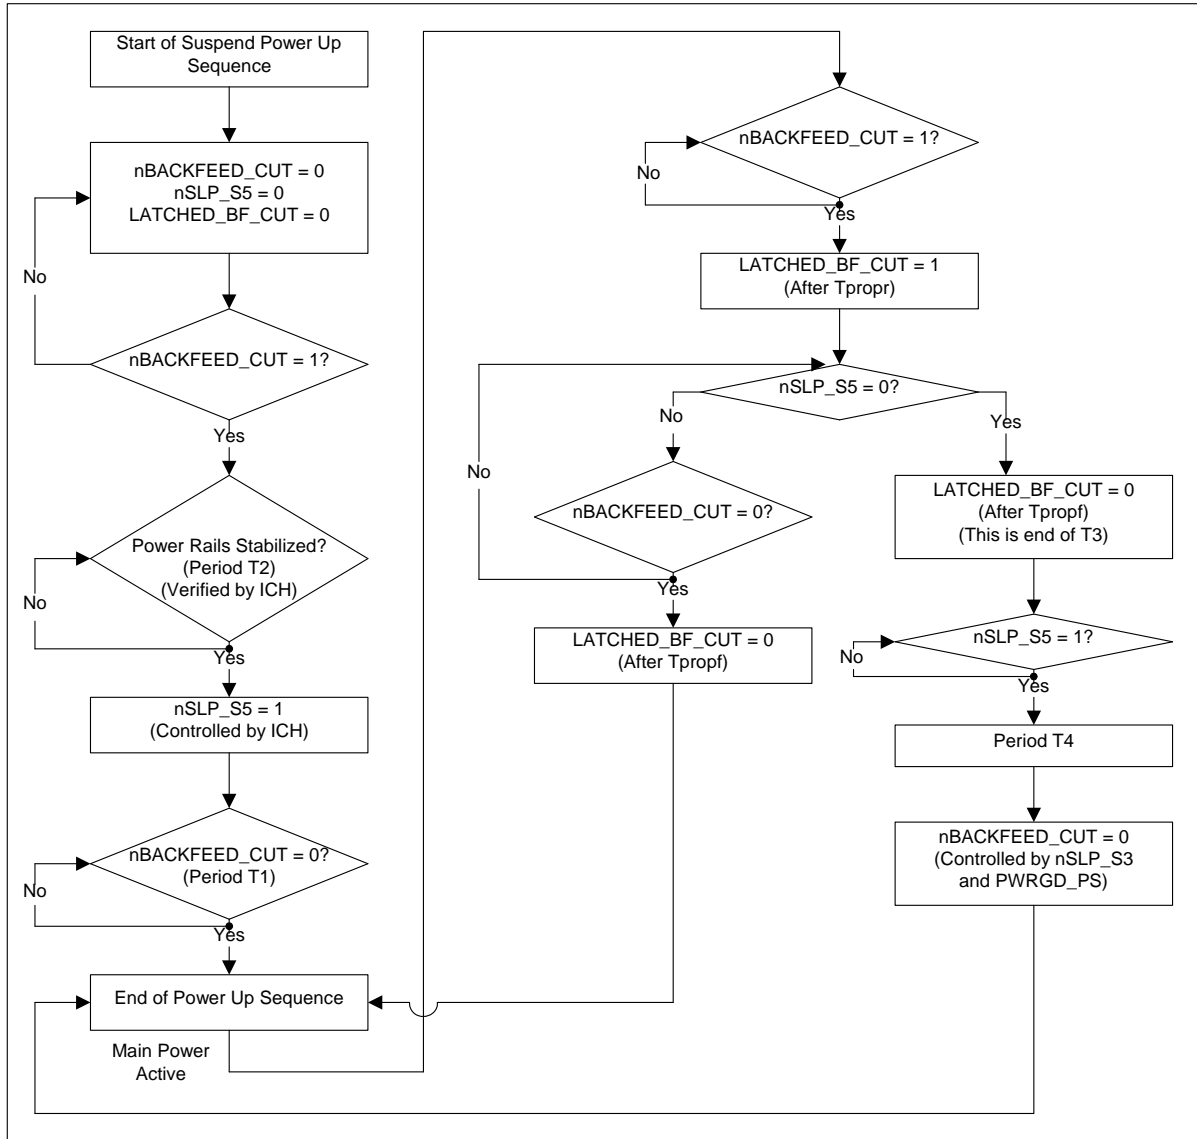 Start of Suspend Power Up
Sequence
nBACKFEED_CUT = 0
nSLP_S5 = 0
LATCHED_BF_CUT = 0
No
nBACKFEED_CUT = 1?
Yes
Power Rails Stabilized?
(Period T2)
(Verified by ICH)
No
Yes
nSLP_S5 = 1
(Controlled by ICH)
nBACKFEED_CUT = 0?
(Period T1)
No
Yes
End of Power Up Sequence
Main Power
Active
nBACKFEED_CUT = 1?
No
Yes
LATCHED_BF_CUT = 1
(After Tpropr)
nSLP_S5 = 0?
No
Yes
No
nBACKFEED_CUT = 0?
Yes
LATCHED_BF_CUT = 0
(After Tpropf)
LATCHED_BF_CUT = 0
(After Tpropf)
(This is end of T3)
nSLP_S5 = 1?
No
Yes
Period T4
nBACKFEED_CUT = 0
(Controlled by nSLP_S3
and PWRGD_PS)